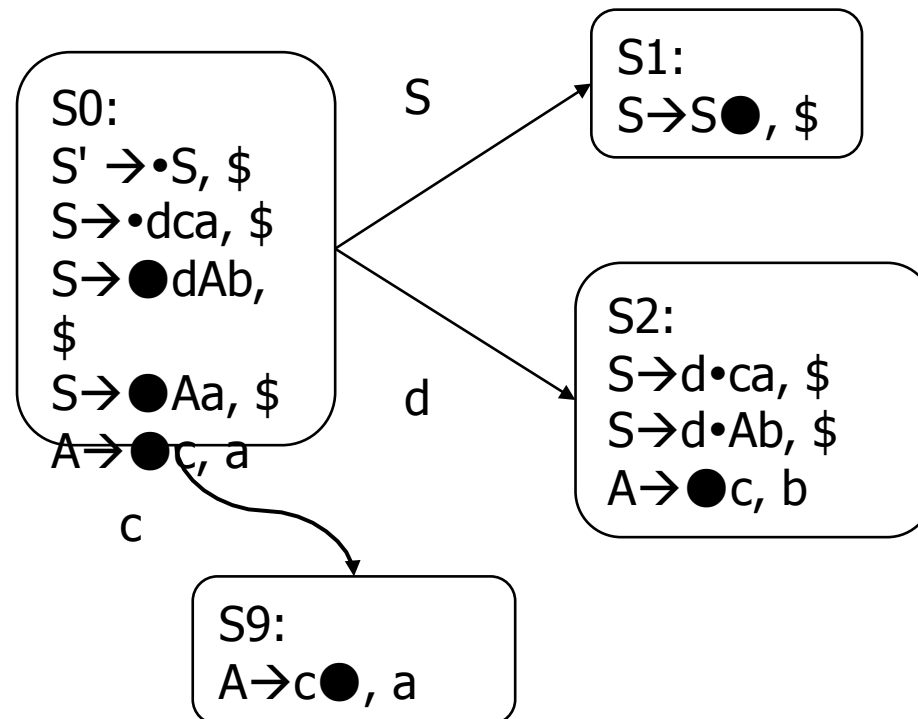 S0:
S' →•S, $
S→•dca, $
S→●dAb,
$
S→●Aa, $
A→●c, a
S
S1:
S→S●, $
d
S2:
S→d•ca, $
S→d•Ab, $
A→●c, b
c
S9:
A→c●, a